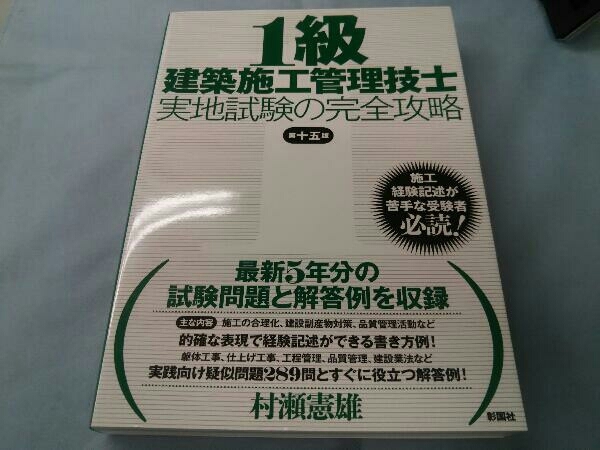 1級
建築施工管理技士
実地試験の完全攻略
第十五版
施工
経験記述が
苦手な受験者
必読!
最新5年分の
試験問題と解答例を収録
主な内容 施工の合理化、建設副産物対策、品質管理活動など
的確な表現で経験記述ができる書き方例!
躯体工事、仕上げ工事、工程管理、品質管理、建設業法など
実践向け疑似問題289問とすぐに役立つ解答例!
村瀬憲雄
彰国社